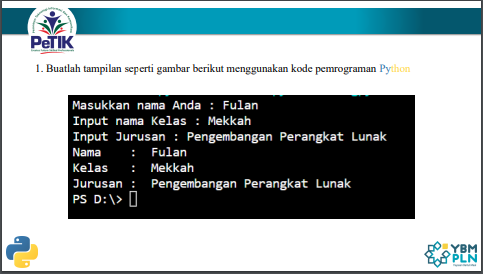 PeTIK
1. Buatlah tampilan seperti gambar berikut menggunakan kode pemrograman Python
Masukkan nama Anda : Fulan
Input nama Kelas : Mekkah
Input Jurusan : Pengembangan Perangkat Lunak
Nama    :  Fulan
Kelas   :  Mekkah
Jurusan :  Pengembangan Perangkat Lunak
PS D:\>
YBM
PLN